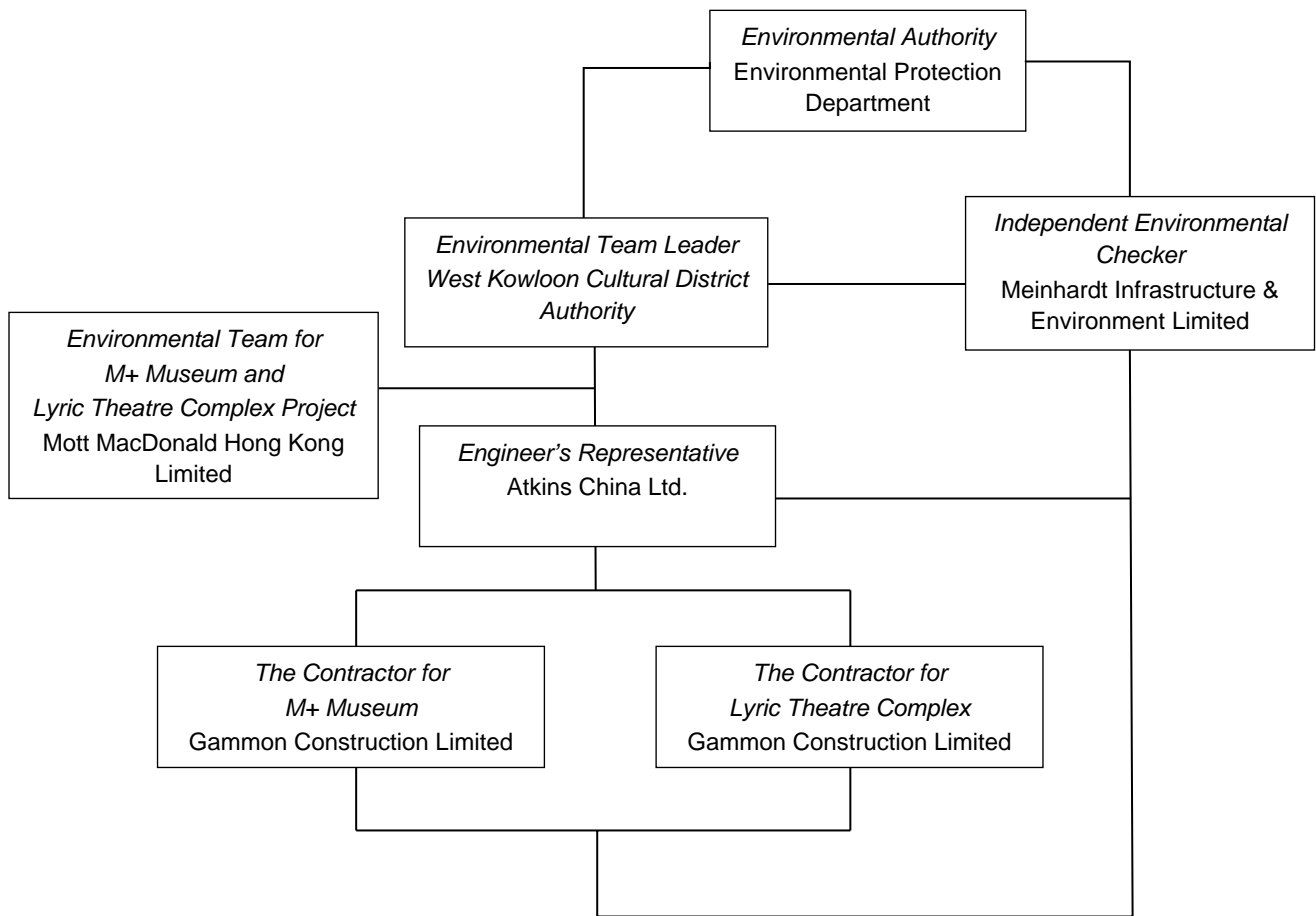 Environmental Authority
Environmental Protection
Department
Environmental Team Leader
West Kowloon Cultural District
Authority
Independent Environmental
Checker
Meinhardt Infrastructure &
Environment Limited
Environmental Team for
M+ Museum and
Lyric Theatre Complex Project
Mott MacDonald Hong Kong
Limited
Engineer's Representative
Atkins China Ltd.
The Contractor for
M+ Museum
Gammon Construction Limited
The Contractor for
Lyric Theatre Complex
Gammon Construction Limited